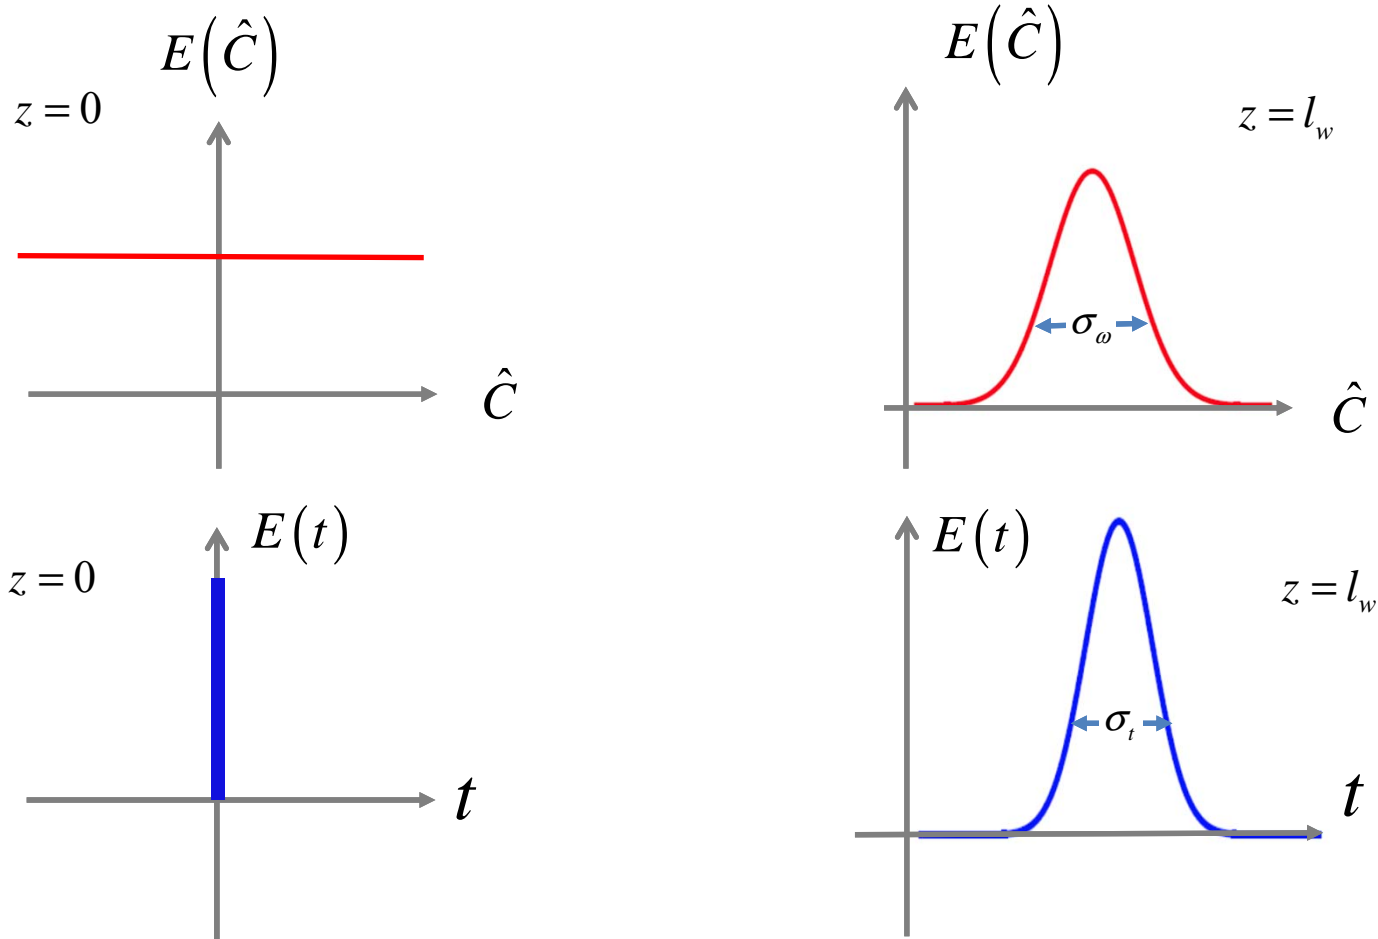 E(Ĉ)
z = 0
Ĉ
E(Ĉ)
z = l_w
σ_ω
Ĉ
E(t)
z = 0
t
E(t)
z = l_w
σ_t
t